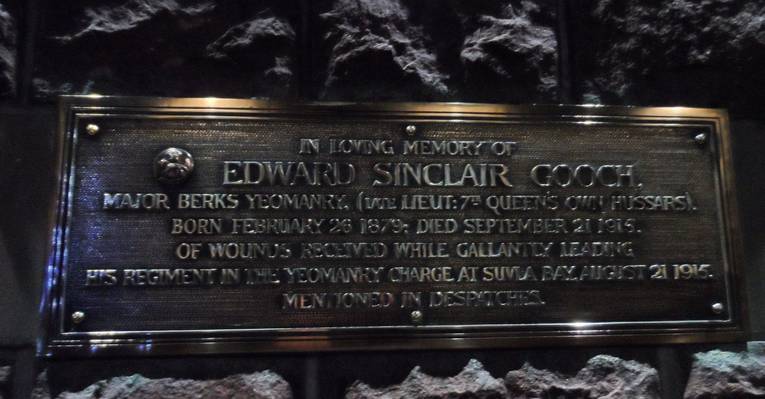 IN LOVING MEMORY OF
EDWARD SINCLAIR GOOCH.
MAJOR BERKS YEOMANRY, (LATE LIEUT: 7TH QUEEN'S OWN HUSSARS).
BORN FEBRUARY 26 1879; DIED SEPTEMBER 21 1915.
OF WOUNDS RECEIVED WHILE GALLANTLY LEADING
HIS REGIMENT IN THE YEOMANRY CHARGE AT SUVLA BAY, AUGUST 21 1915.
MENTIONED IN DESPATCHES.